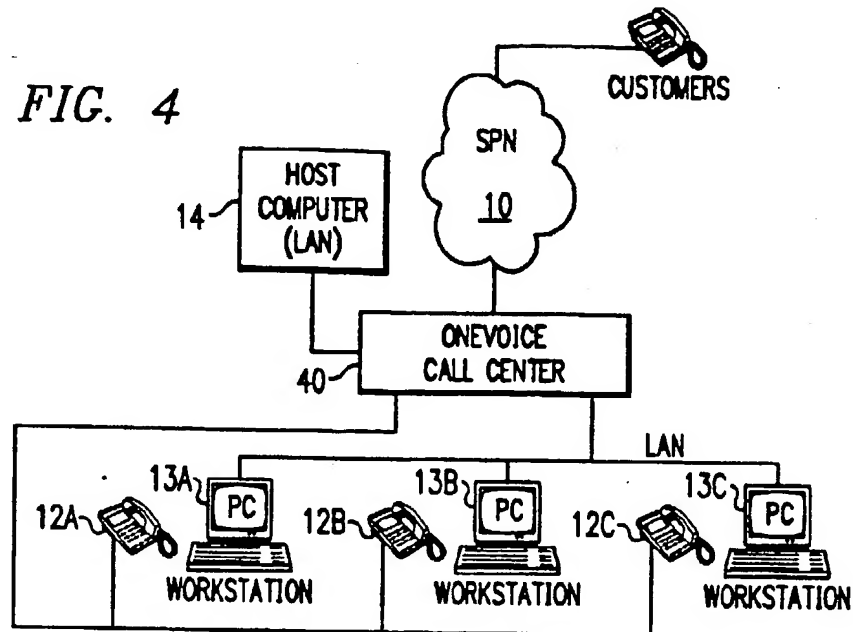 FIG. 4
CUSTOMERS
SPN
10
HOST
COMPUTER
(LAN)
14
ONEVOICE
CALL CENTER
40
LAN
13A
PC
12A
WORKSTATION
13B
PC
12B
WORKSTATION
13C
PC
12C
WORKSTATION